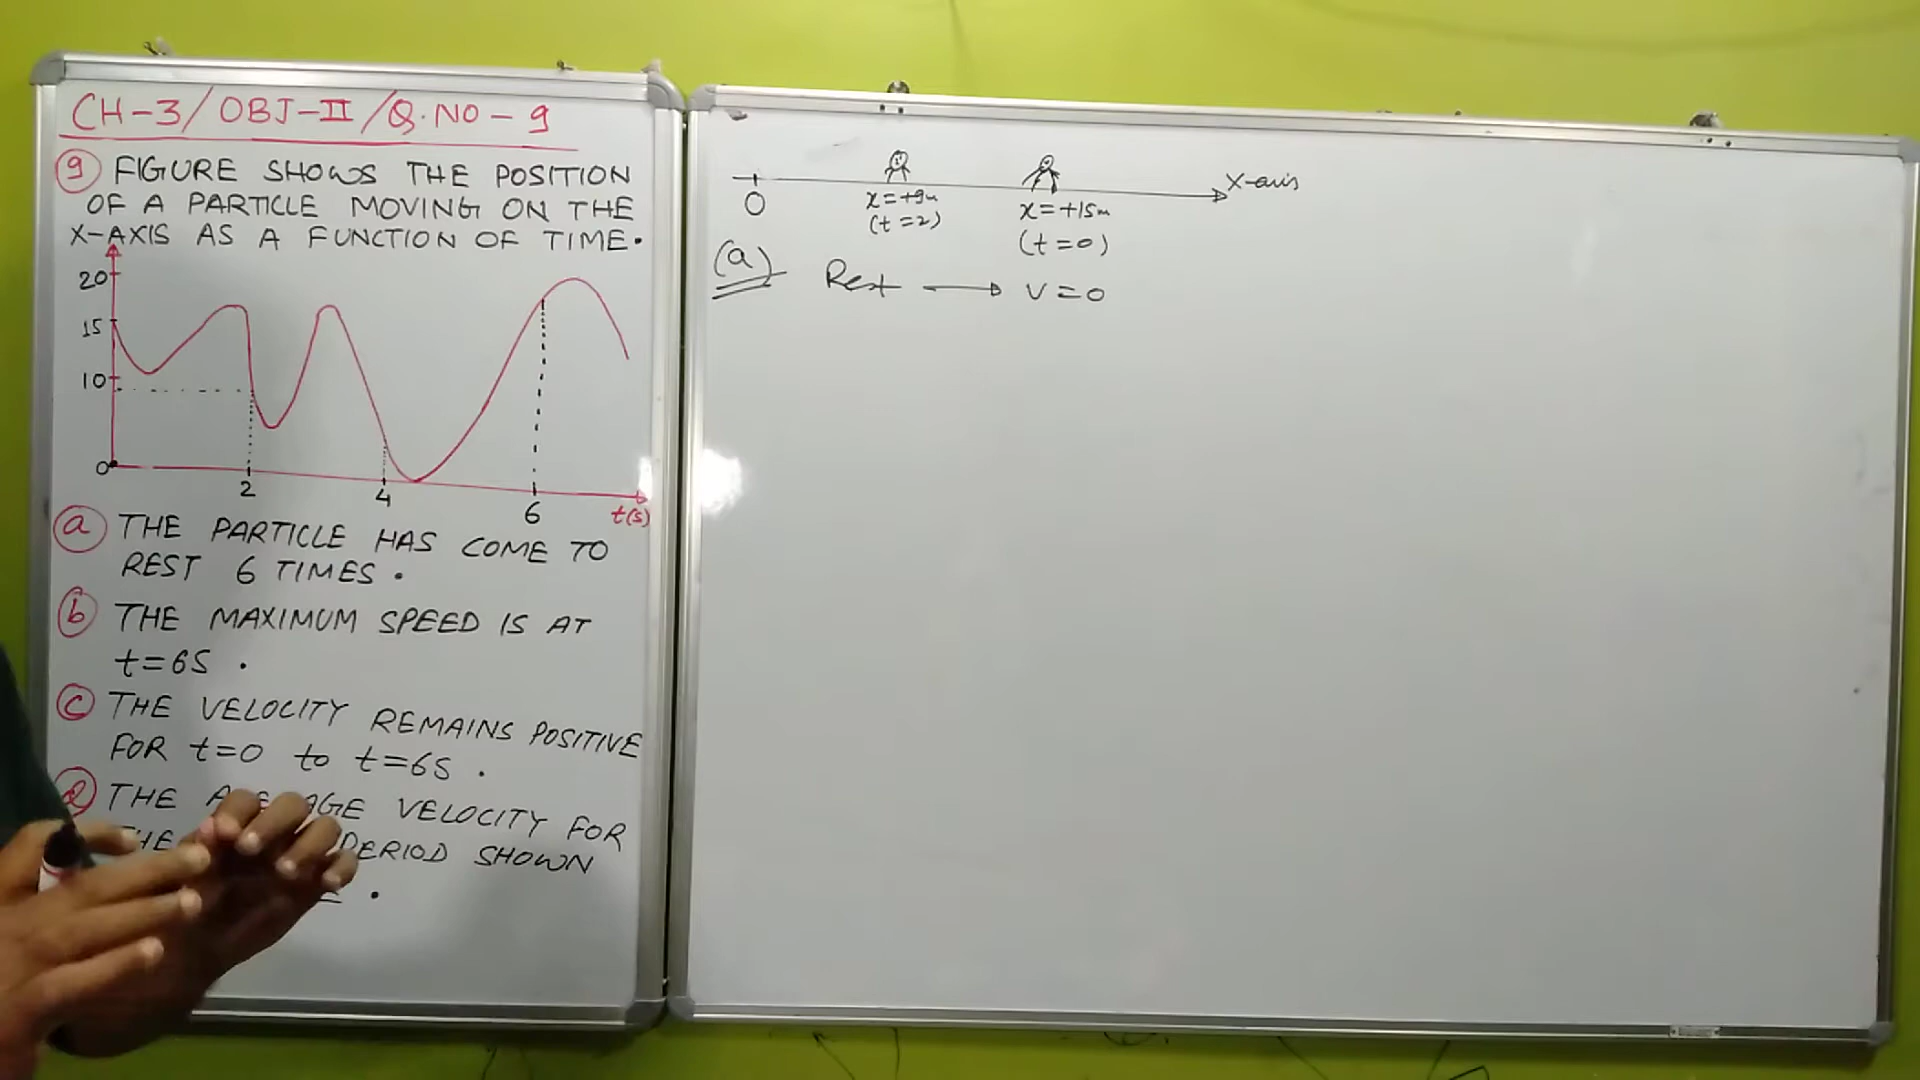 CH-3/OBJ-II/Q.NO-9
9 FIGURE SHOWS THE POSITION
OF A PARTICLE MOVING ON THE
X-AXIS AS A FUNCTION OF TIME.
20
15
10
0
2
4
6
t(s)
a THE PARTICLE HAS COME TO
REST 6 TIMES.
b THE MAXIMUM SPEED IS AT
t=6S.
c THE VELOCITY REMAINS POSITIVE
FOR t=0 to t=6S.
d THE VELOCITY FOR
PERIOD SHOWN
0
x=+9m
(t=2)
x=+15m
(t=0)
X-axis
(a) Rest → v=0